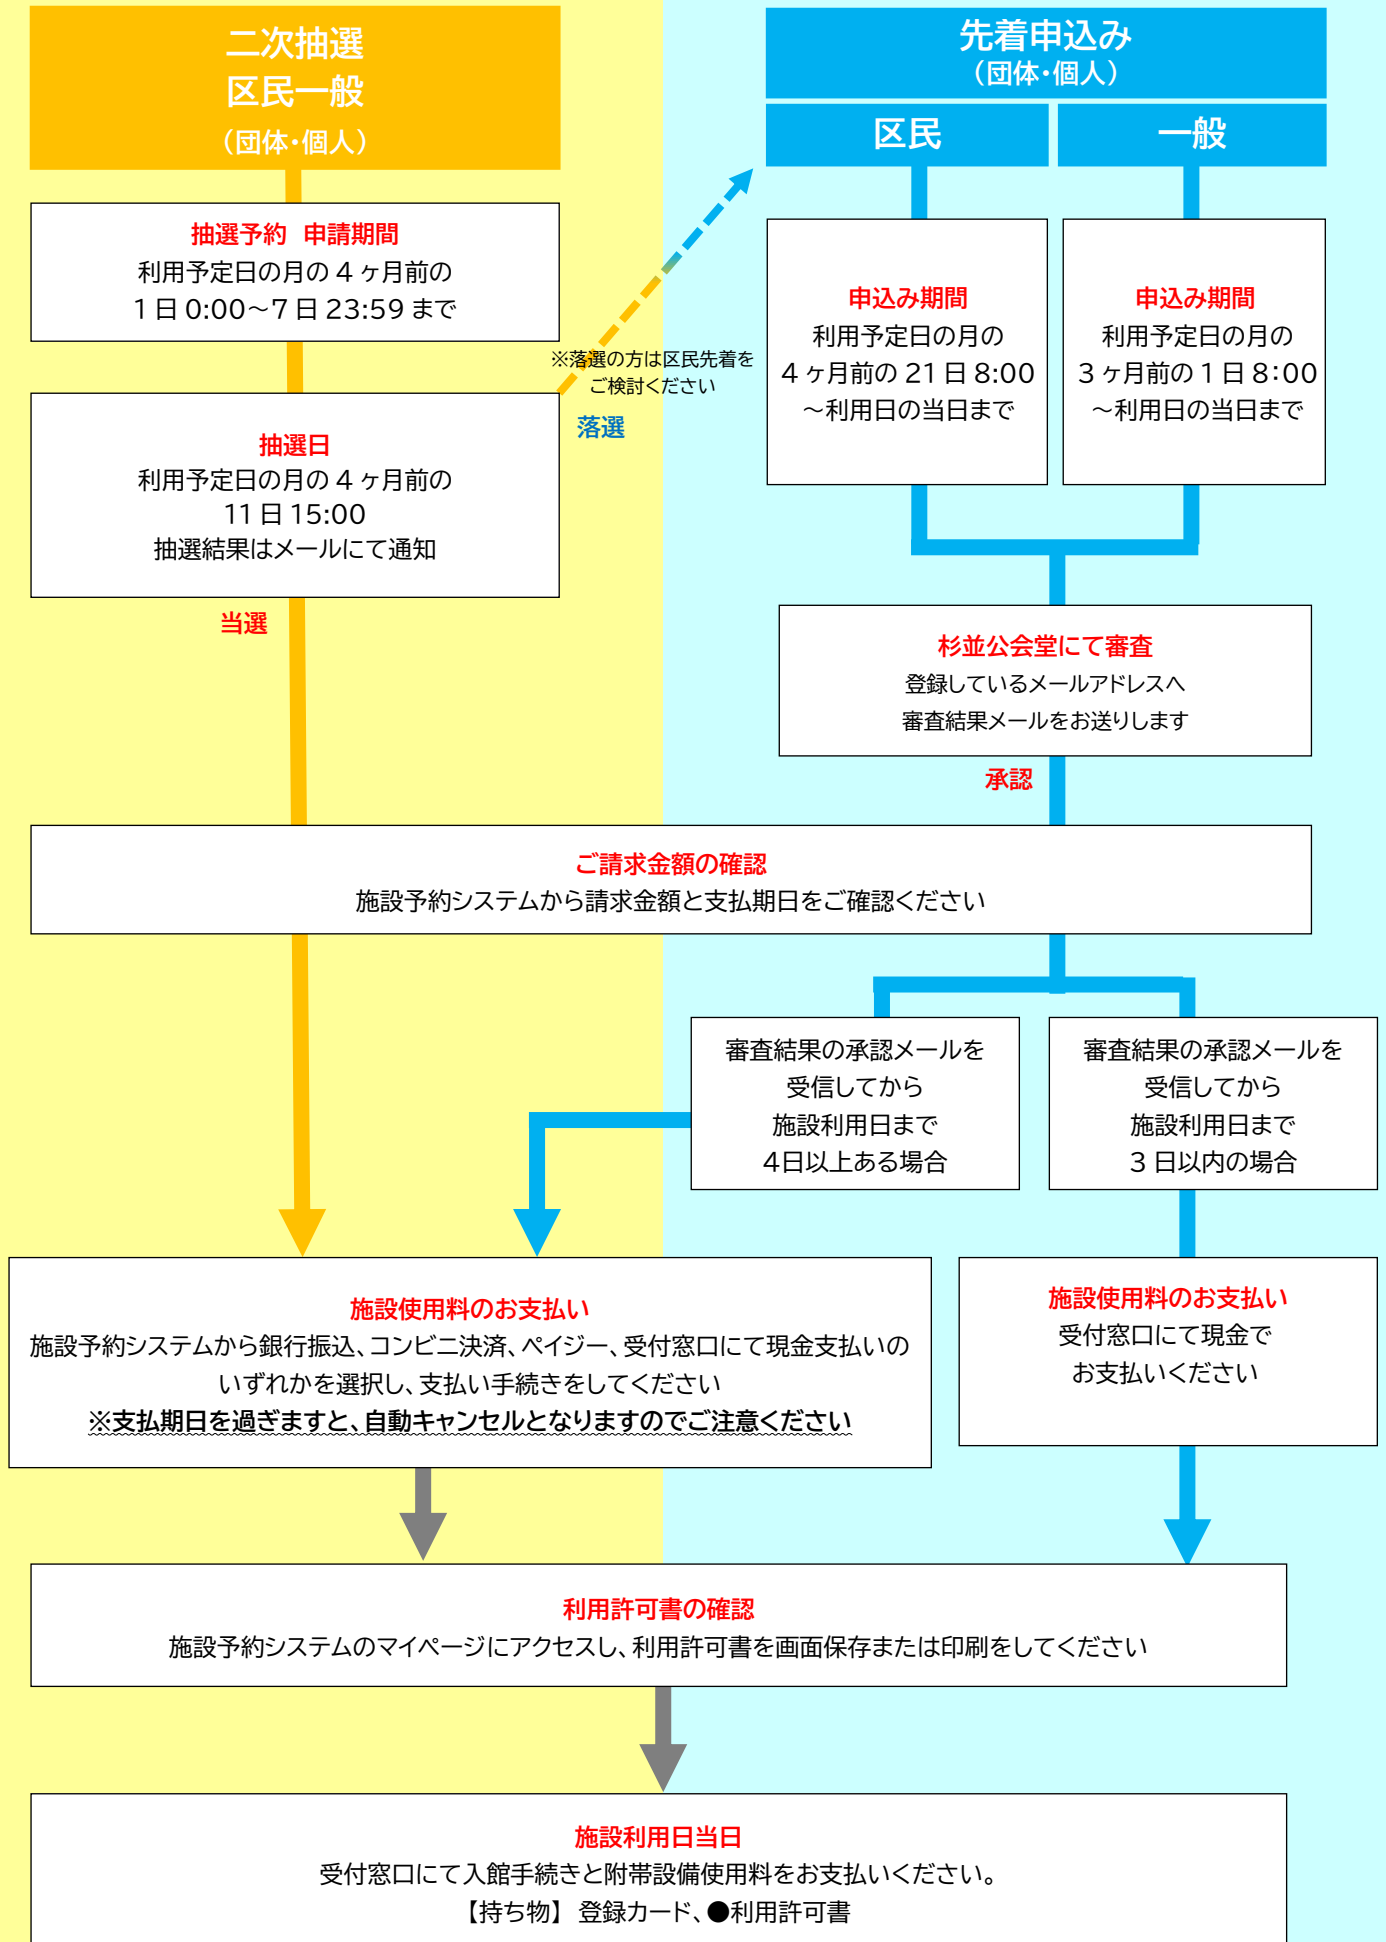 二次抽選
区民一般
（団体・個人）
抽選予約 申請期間
利用予定日の月の４ヶ月前の
１日0:00～７日23:59まで
抽選日
利用予定日の月の４ヶ月前の
11日15:00
抽選結果はメールにて通知
当選
※落選の方は区民先着を
ご検討ください
落選
先着申込み
（団体・個人）
区民
一般
申込み期間
利用予定日の月の
４ヶ月前の21日8:00
～利用日の当日まで
申込み期間
利用予定日の月の
３ヶ月前の１日８：００
～利用日の当日まで
杉並公会堂にて審査
登録しているメールアドレスへ
審査結果メールをお送りします
承認
ご請求金額の確認
施設予約システムから請求金額と支払期日をご確認ください
審査結果の承認メールを
受信してから
施設利用日まで
４日以上ある場合
審査結果の承認メールを
受信してから
施設利用日まで
３日以内の場合
施設使用料のお支払い
施設予約システムから銀行振込、コンビニ決済、ペイジー、受付窓口にて現金支払いの
いずれかを選択し、支払い手続きをしてください
※支払期日を過ぎますと、自動キャンセルとなりますのでご注意ください
施設使用料のお支払い
受付窓口にて現金で
お支払いください
利用許可書の確認
施設予約システムのマイページにアクセスし、利用許可書を画面保存または印刷をしてください
施設利用日当日
受付窓口にて入館手続きと附帯設備使用料をお支払いください。
【持ち物】 登録カード、●利用許可書